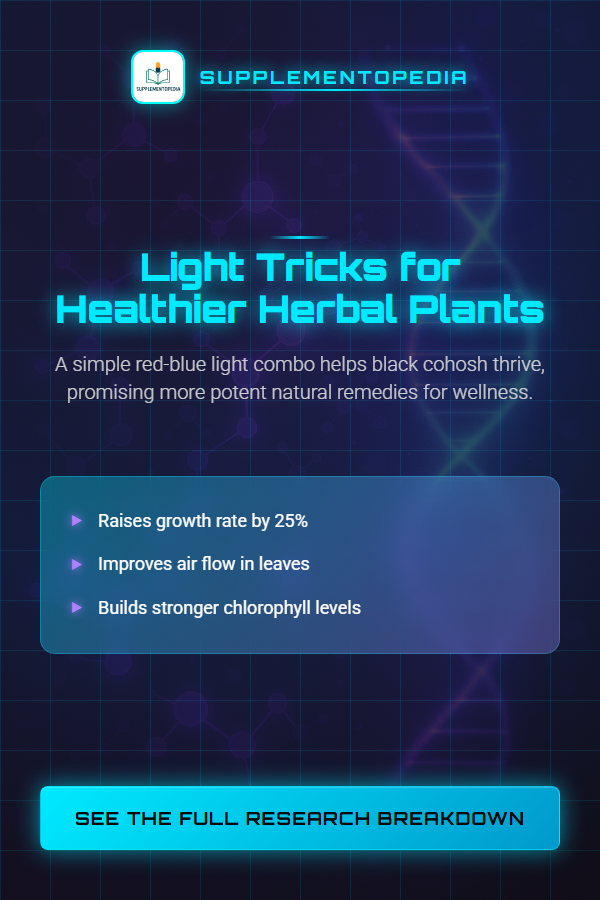 SUPPLEMENTOPEDIA
SUPPLEMENTOPEDIA
Light Tricks for
Healthier Herbal Plants
A simple red-blue light combo helps black cohosh thrive,
promising more potent natural remedies for wellness.
Raises growth rate by 25%
Improves air flow in leaves
Builds stronger chlorophyll levels
SEE THE FULL RESEARCH BREAKDOWN